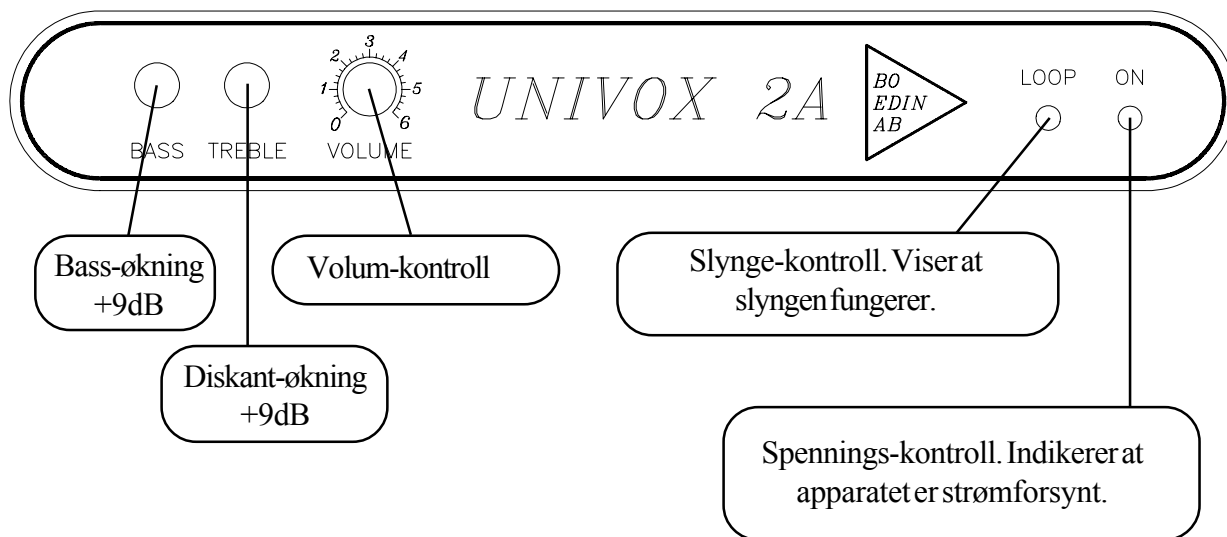 3
2 4
1 5
0 6
BASS TREBLE VOLUME
UNIVOX 2A
BO
EDIN
AB
LOOP ON
Bass-økning
+9dB
Volum-kontroll
Slynge-kontroll. Viser at
slyngen fungerer.
Diskant-økning
+9dB
Spennings-kontroll. Indikerer at
apparatet er strømforsynt.